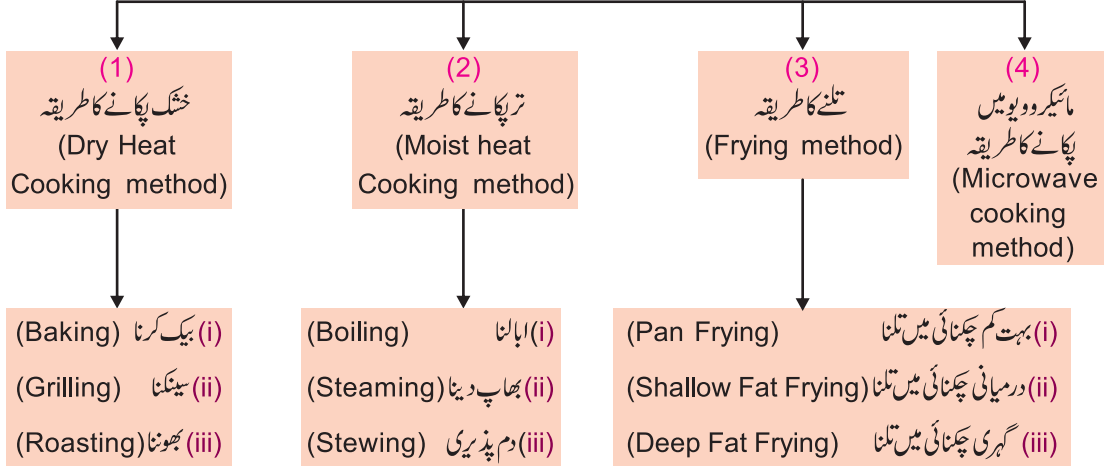 (1)
خشک پکانے کا طریقہ
(Dry Heat
Cooking method)
(2)
تر پکانے کا طریقہ
(Moist heat
Cooking method)
(3)
تلنے کا طریقہ
(Frying method)
(4)
مائیکروویو میں
پکانے کا طریقہ
(Microwave
cooking
method)
(i) بیک کرنا (Baking)
(ii) سینکنا (Grilling)
(iii) بھوننا (Roasting)
(i) ابالنا (Boiling)
(ii) بھاپ دینا (Steaming)
(iii) دم پذیری (Stewing)
(i) بہت کم چکنائی میں تلنا (Pan Frying)
(ii) درمیانی چکنائی میں تلنا (Shallow Fat Frying)
(iii) گہری چکنائی میں تلنا (Deep Fat Frying)